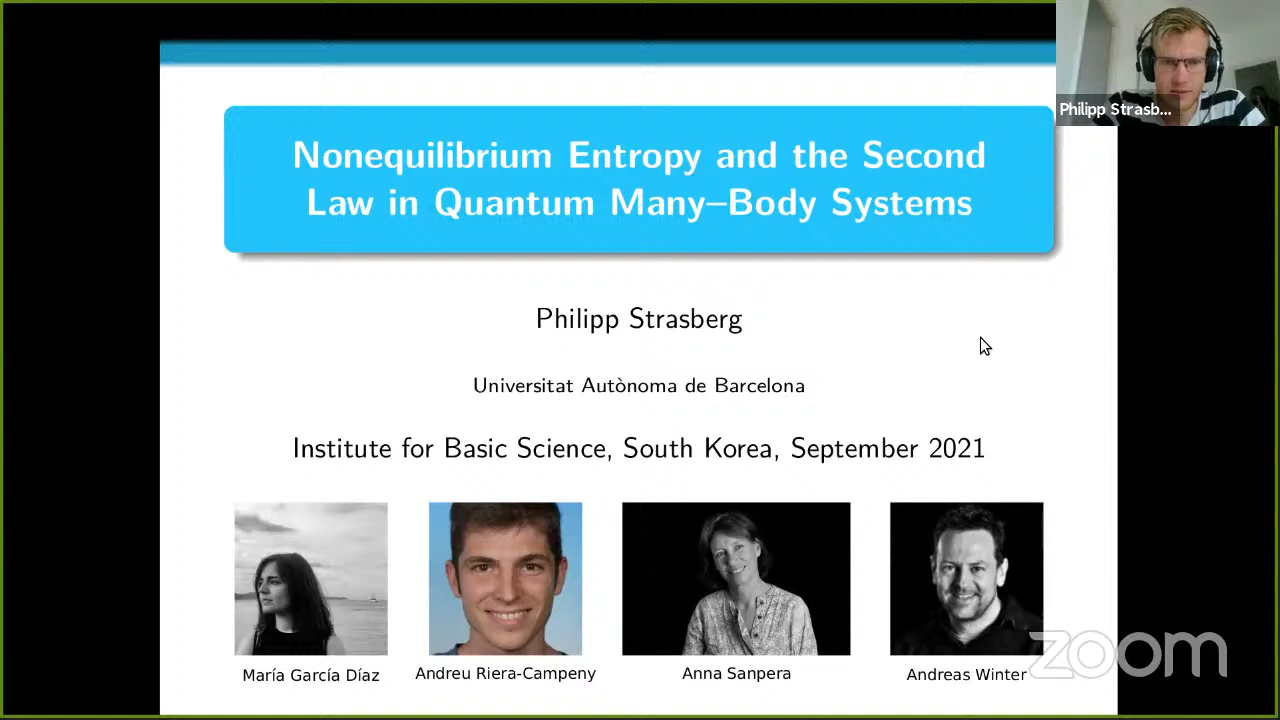 Nonequilibrium Entropy and the Second
Law in Quantum Many–Body Systems
Philipp Strasb...
Philipp Strasberg
Universitat Autònoma de Barcelona
Institute for Basic Science, South Korea, September 2021
María García Díaz
Andreu Riera-Campeny
Anna Sanpera
Andreas Winter
zoom